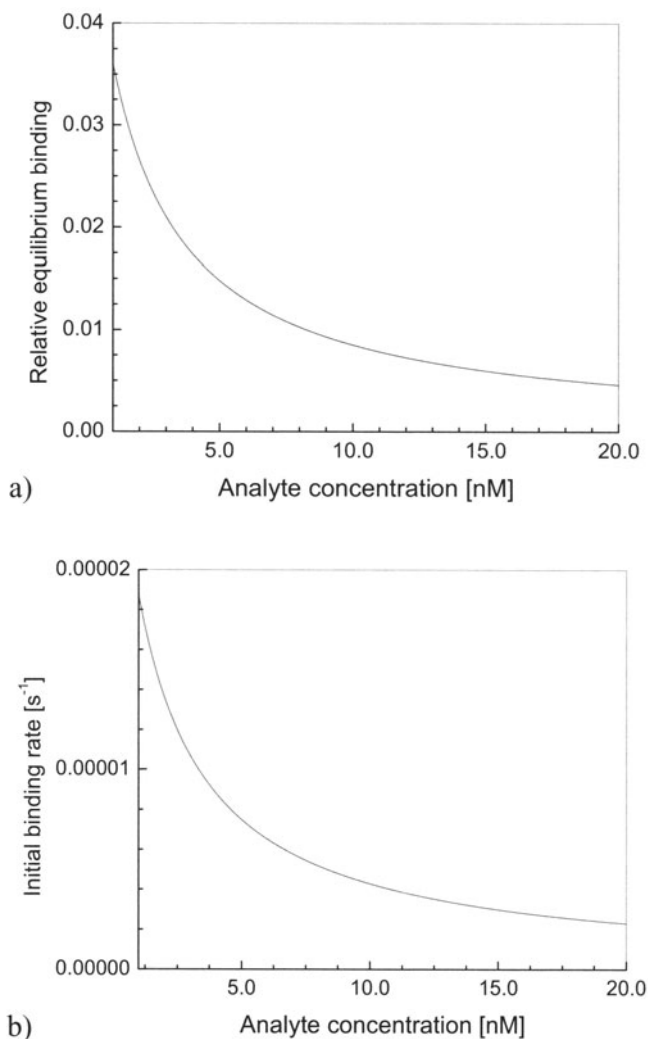 0.04
0.03
0.02
0.01
0.00
Relative equilibrium binding
5.0 10.0 15.0 20.0
Analyte concentration [nM]
a)
0.00002
0.00001
0.00000
Initial binding rate [s⁻¹]
5.0 10.0 15.0 20.0
Analyte concentration [nM]
b)